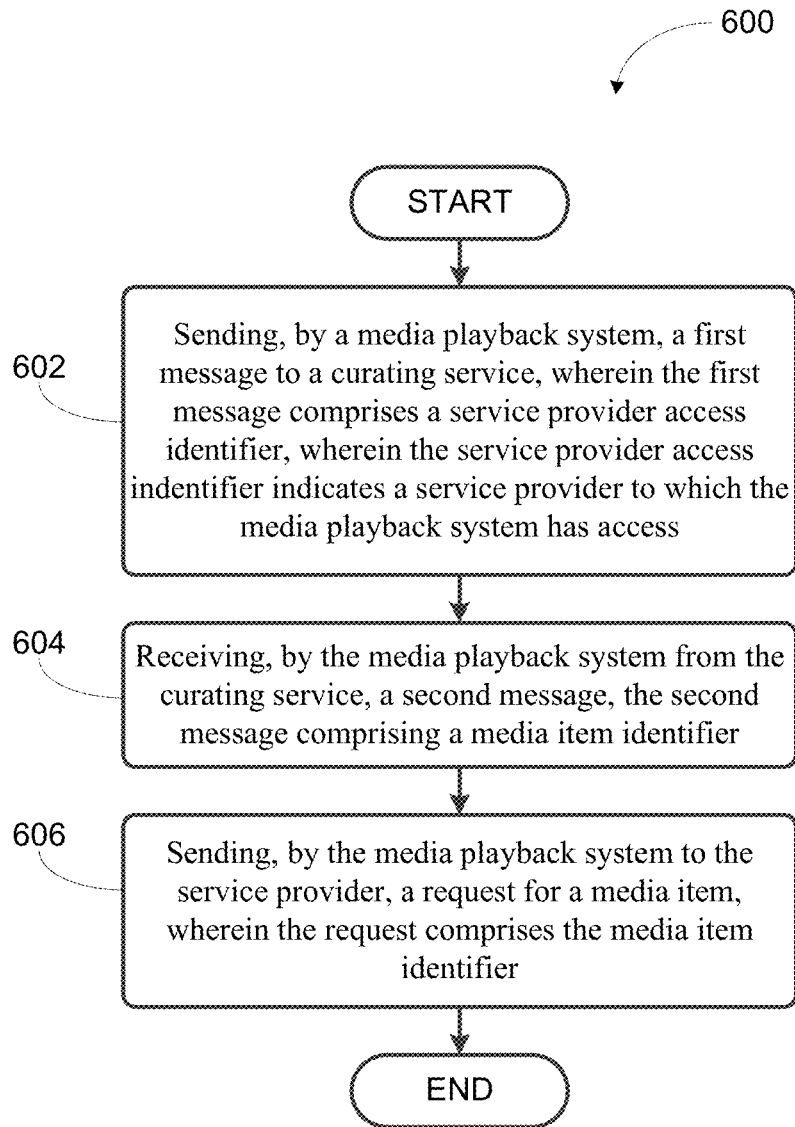 600
START
602
Sending, by a media playback system, a first
message to a curating service, wherein the first
message comprises a service provider access
identifier, wherein the service provider access
indentifier indicates a service provider to which the
media playback system has access
604
Receiving, by the media playback system from the
curating service, a second message, the second
message comprising a media item identifier
606
Sending, by the media playback system to the
service provider, a request for a media item,
wherein the request comprises the media item
identifier
END